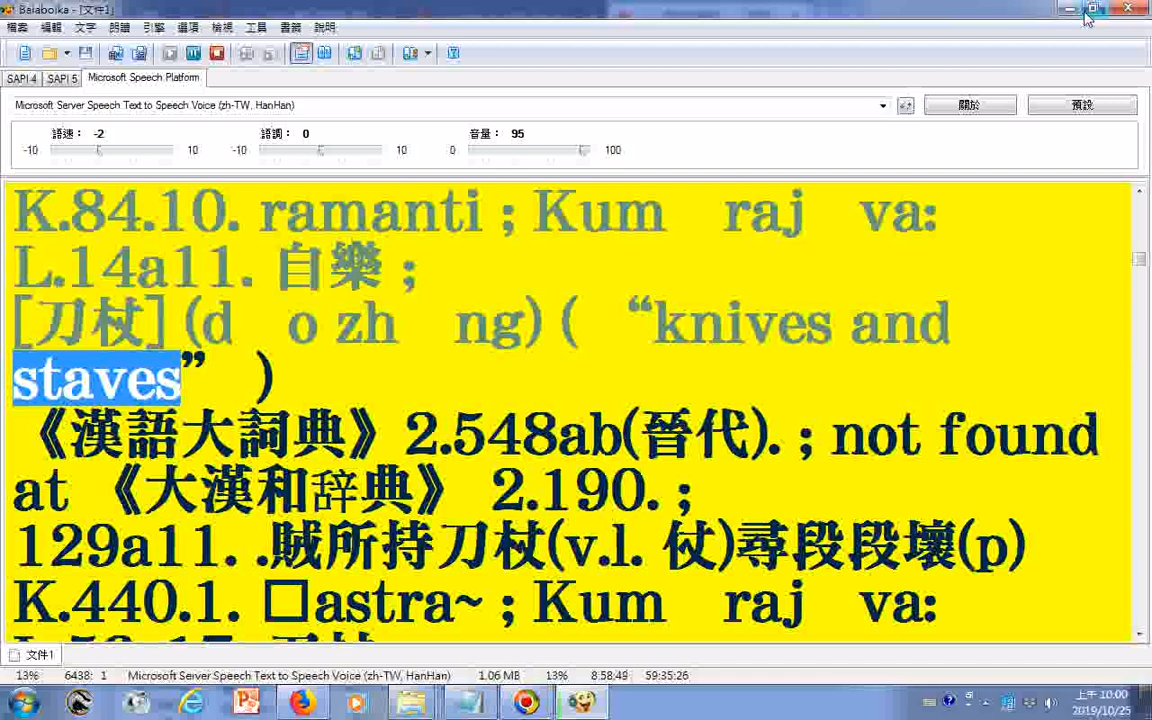 Balabolka - [文件1]
檔案 編輯 文字 朗讀 引擎 選項 檢視 工具 書籤 說明
SAPI 4 SAPI 5 Microsoft Speech Platform
Microsoft Server Speech Text to Speech Voice (zh-TW, HanHan) 關於 預設
語速： -2 語調： 0 音量： 95
-10 10 -10 10 0 100
K.84.10. ramanti ; Kum raj va:
L.14a11. 自樂 ;
[刀杖] (d o zh ng) ( “knives and
staves” )
《漢語大詞典》2.548ab(晉代). ; not found
at 《大漢和辞典》 2.190. ;
129a11. .賊所持刀杖(v.l. 仗)尋段段壞(p)
K.440.1. □astra~ ; Kum raj va:
文件1
13% 6438: 1 Microsoft Server Speech Text to Speech Voice (zh-TW, HanHan) 1.06 MB 13% 8:58:49 59:35:26
上午 10:00
2019/10/25